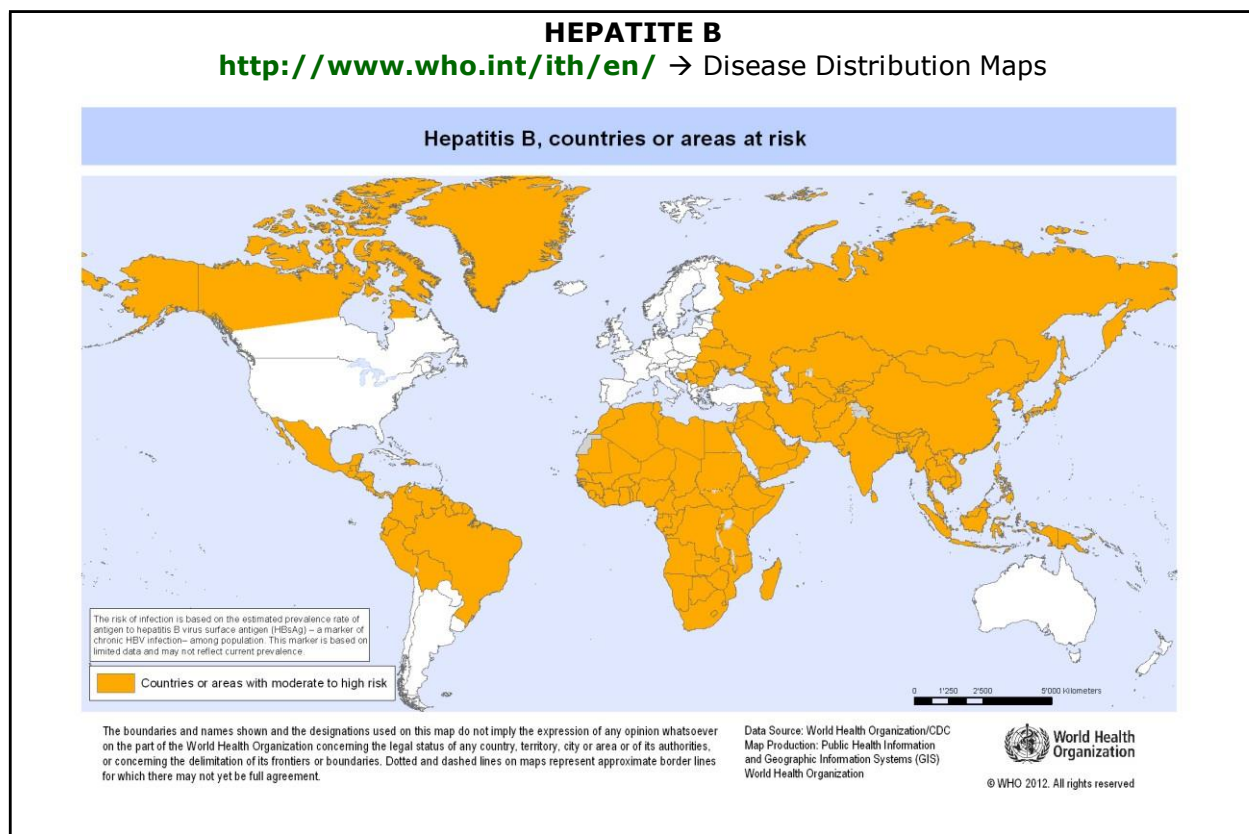 HEPATITE B
http://www.who.int/ith/en/ → Disease Distribution Maps
Hepatitis B, countries or areas at risk
The risk of infection is based on the estimated prevalence rate of
antigen to hepatitis B virus surface antigen (HBsAg) – a marker of
chronic HBV infection– among population. This marker is based on
limited data and may not reflect current prevalence.
Countries or areas with moderate to high risk
0 1'250 2'500 5'000 Kilometers
The boundaries and names shown and the designations used on this map do not imply the expression of any opinion whatsoever
on the part of the World Health Organization concerning the legal status of any country, territory, city or area or of its authorities,
or concerning the delimitation of its frontiers or boundaries. Dotted and dashed lines on maps represent approximate border lines
for which there may not yet be full agreement.
Data Source: World Health Organization/CDC
Map Production: Public Health Information
and Geographic Information Systems (GIS)
World Health Organization
World Health
Organization
© WHO 2012. All rights reserved